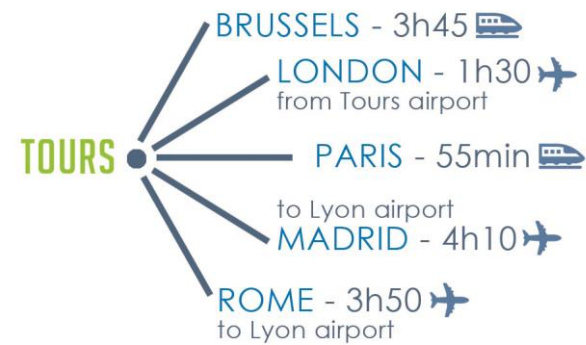 BRUSSELS - 3h45
LONDON - 1h30
from Tours airport
TOURS
PARIS - 55min
to Lyon airport
MADRID - 4h10
ROME - 3h50
to Lyon airport